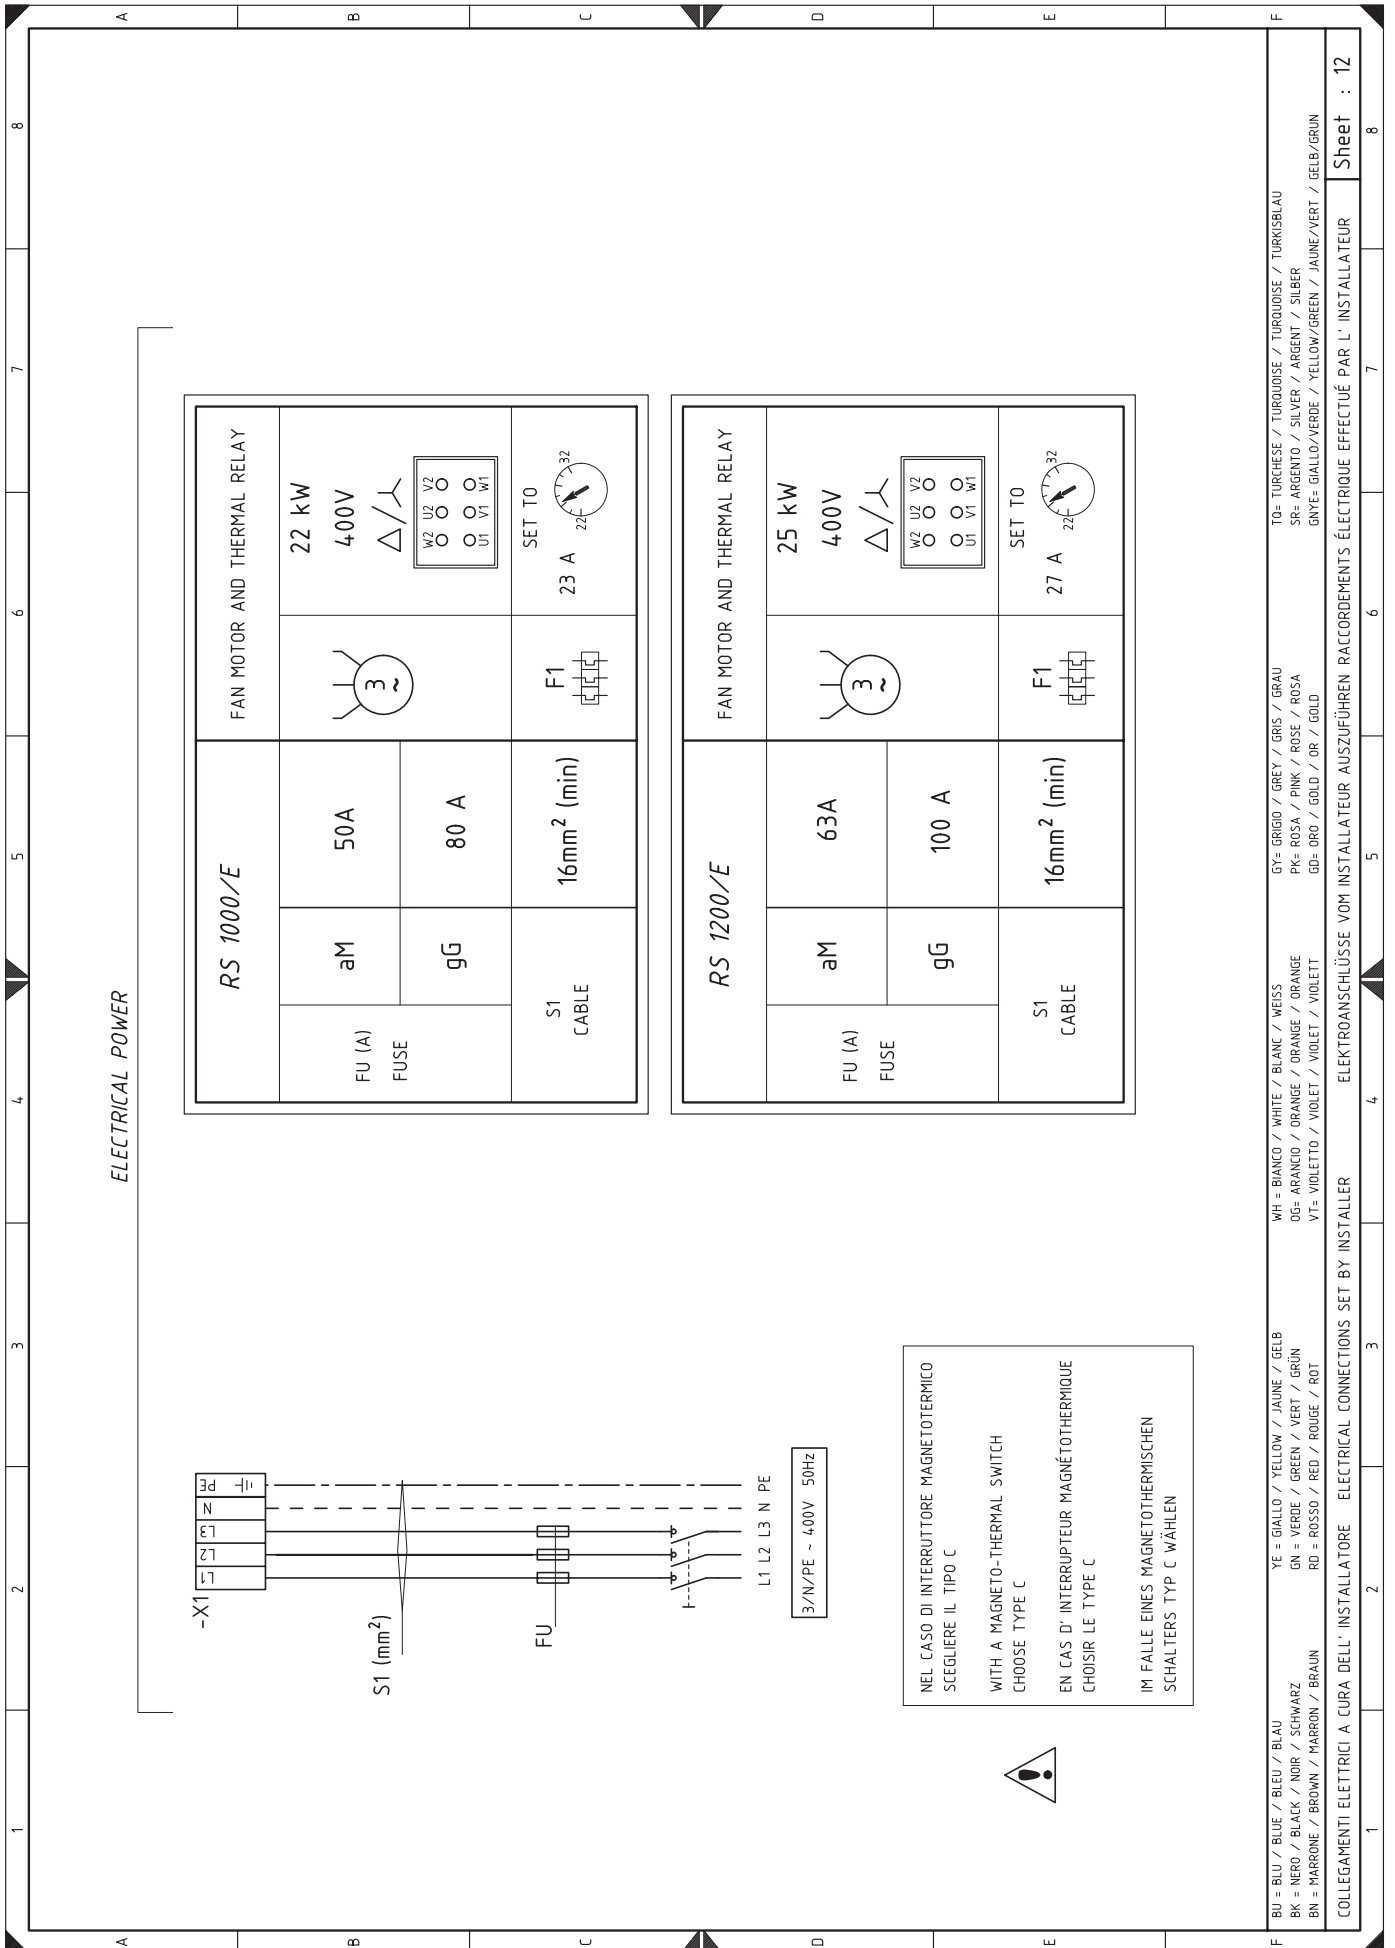 1 2 3 4 5 6 7 8
A
B
C
D
E
F
ELECTRICAL POWER
-X1
L1 L2 L3 N PE
S1 (mm²)
FU
L1 L2 L3 N PE
3/N/PE ~ 400V 50Hz
NEL CASO DI INTERRUTTORE MAGNETOTERMICO
SCEGLIERE IL TIPO C
WITH A MAGNETO-THERMAL SWITCH
CHOOSE TYPE C
EN CAS D' INTERRUPTEUR MAGNÉTOTHERMIQUE
CHOISIR LE TYPE C
IM FALLE EINES MAGNETOTHERMISCHEN
SCHALTERS TYP C WÄHLEN
RS 1000/E
FAN MOTOR AND THERMAL RELAY
FU (A)
FUSE
aM
50A
gG
80 A
3
~
22 kW
400V
W2 U2 V2
U1 V1 W1
S1
CABLE
16mm² (min)
F1
SET TO
23 A
22 32
RS 1200/E
FAN MOTOR AND THERMAL RELAY
FU (A)
FUSE
aM
63A
gG
100 A
3
~
25 kW
400V
W2 U2 V2
U1 V1 W1
S1
CABLE
16mm² (min)
F1
SET TO
27 A
22 32
BU = BLU / BLUE / BLEU / BLAU
BK = NERO / BLACK / NOIR / SCHWARZ
BN = MARRONE / BROWN / MARRON / BRAUN
YE = GIALLO / YELLOW / JAUNE / GELB
GN = VERDE / GREEN / VERT / GRÜN
RD = ROSSO / RED / ROUGE / ROT
WH = BIANCO / WHITE / BLANC / WEISS
OG= ARANCIO / ORANGE / ORANGE / ORANGE
VT= VIOLETTO / VIOLET / VIOLET / VIOLETT
GY= GRIGIO / GREY / GRIS / GRAU
PK= ROSA / PINK / ROSE / ROSA
GD= ORO / GOLD / OR / GOLD
TQ= TURCHESE / TURQUOISE / TURQUOISE / TURKISBLAU
SR= ARGENTO / SILVER / ARGENT / SILBER
GNYE= GIALLO/VERDE / YELLOW/GREEN / JAUNE/VERT / GELB/GRUN
COLLEGAMENTI ELETTRICI A CURA DELL' INSTALLATORE ELECTRICAL CONNECTIONS SET BY INSTALLER ELEKTROANSCHLÜSSE VOM INSTALLATEUR AUSZUFÜHREN RACCORDEMENTS ÉLECTRIQUE EFFECTUÉ PAR L' INSTALLATEUR
Sheet : 12
A
B
C
D
E
F
1 2 3 4 5 6 7 8